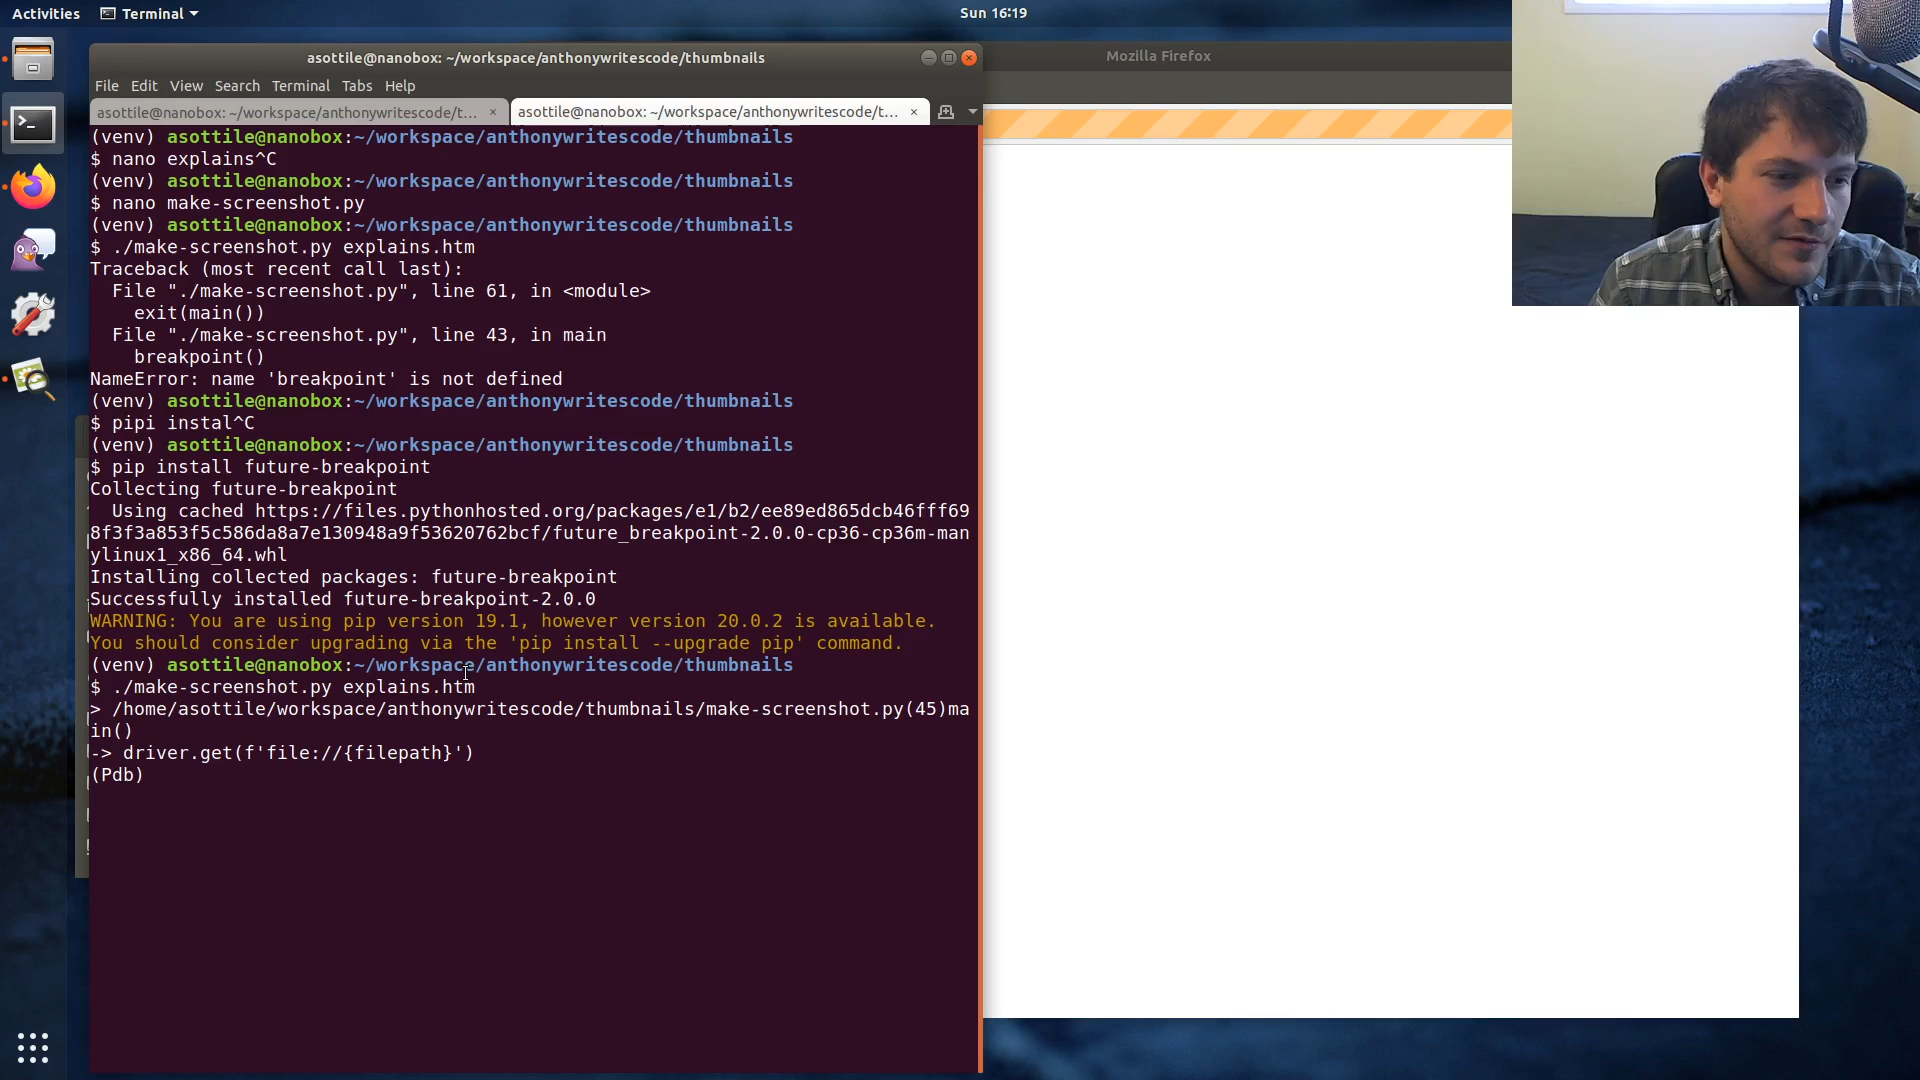 Activities
Terminal
Sun 16:19
asottile@nanobox: ~/workspace/anthonywritescode/thumbnails
Mozilla Firefox
File Edit View Search Terminal Tabs Help
asottile@nanobox: ~/workspace/anthonywritescode/t... ×
asottile@nanobox: ~/workspace/anthonywritescode/t... ×
(venv) asottile@nanobox:~/workspace/anthonywritescode/thumbnails
$ nano explains^C
(venv) asottile@nanobox:~/workspace/anthonywritescode/thumbnails
$ nano make-screenshot.py
(venv) asottile@nanobox:~/workspace/anthonywritescode/thumbnails
$ ./make-screenshot.py explains.htm
Traceback (most recent call last):
  File "./make-screenshot.py", line 61, in <module>
    exit(main())
  File "./make-screenshot.py", line 43, in main
    breakpoint()
NameError: name 'breakpoint' is not defined
(venv) asottile@nanobox:~/workspace/anthonywritescode/thumbnails
$ pipi instal^C
(venv) asottile@nanobox:~/workspace/anthonywritescode/thumbnails
$ pip install future-breakpoint
Collecting future-breakpoint
  Using cached https://files.pythonhosted.org/packages/e1/b2/ee89ed865dcb46fff69
8f3f3a853f5c586da8a7e130948a9f53620762bcf/future_breakpoint-2.0.0-cp36-cp36m-man
ylinux1_x86_64.whl
Installing collected packages: future-breakpoint
Successfully installed future-breakpoint-2.0.0
WARNING: You are using pip version 19.1, however version 20.0.2 is available.
You should consider upgrading via the 'pip install --upgrade pip' command.
(venv) asottile@nanobox:~/workspace/anthonywritescode/thumbnails
$ ./make-screenshot.py explains.htm
> /home/asottile/workspace/anthonywritescode/thumbnails/make-screenshot.py(45)ma
in()
-> driver.get(f'file://{filepath}')
(Pdb)